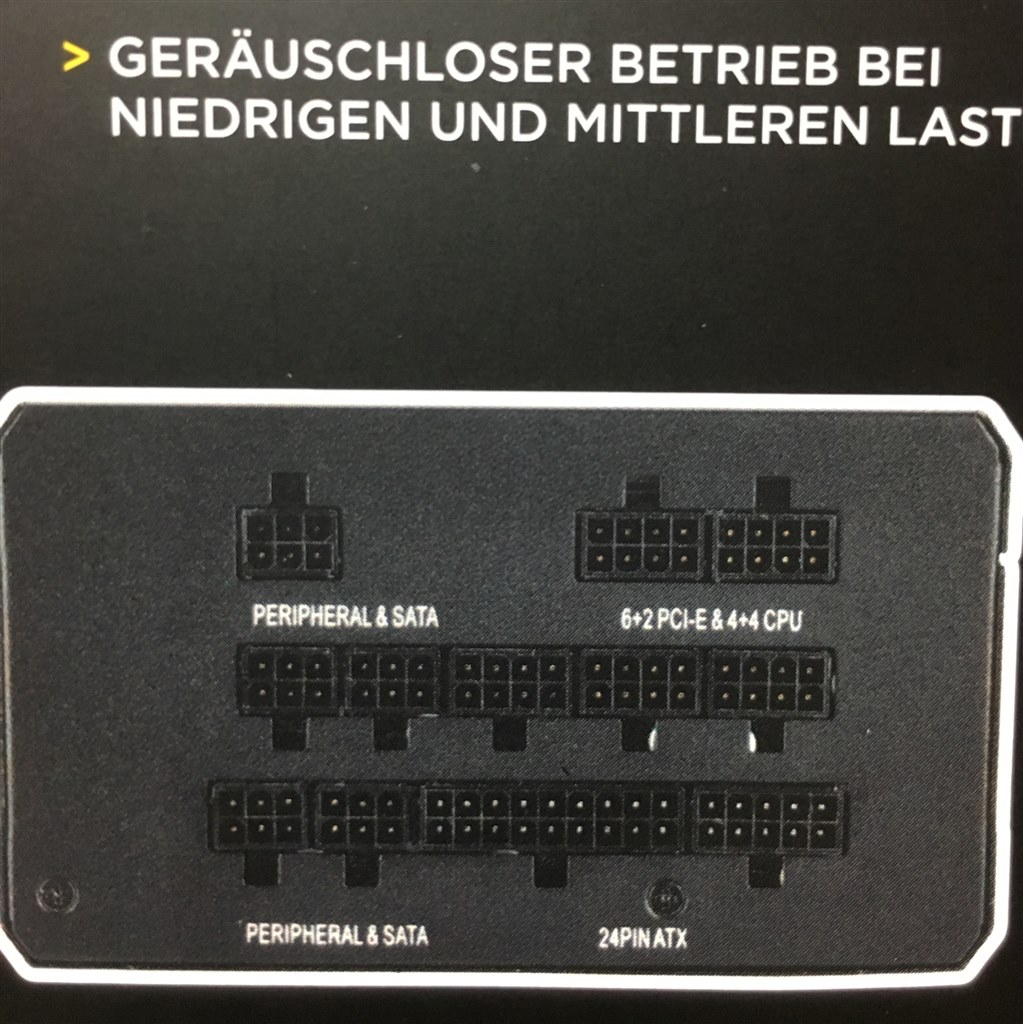 > GERÄUSCHLOSER BETRIEB BEI
NIEDRIGEN UND MITTLEREN LAST
PERIPHERAL & SATA
6+2 PCI-E & 4+4 CPU
PERIPHERAL & SATA
24PIN ATX